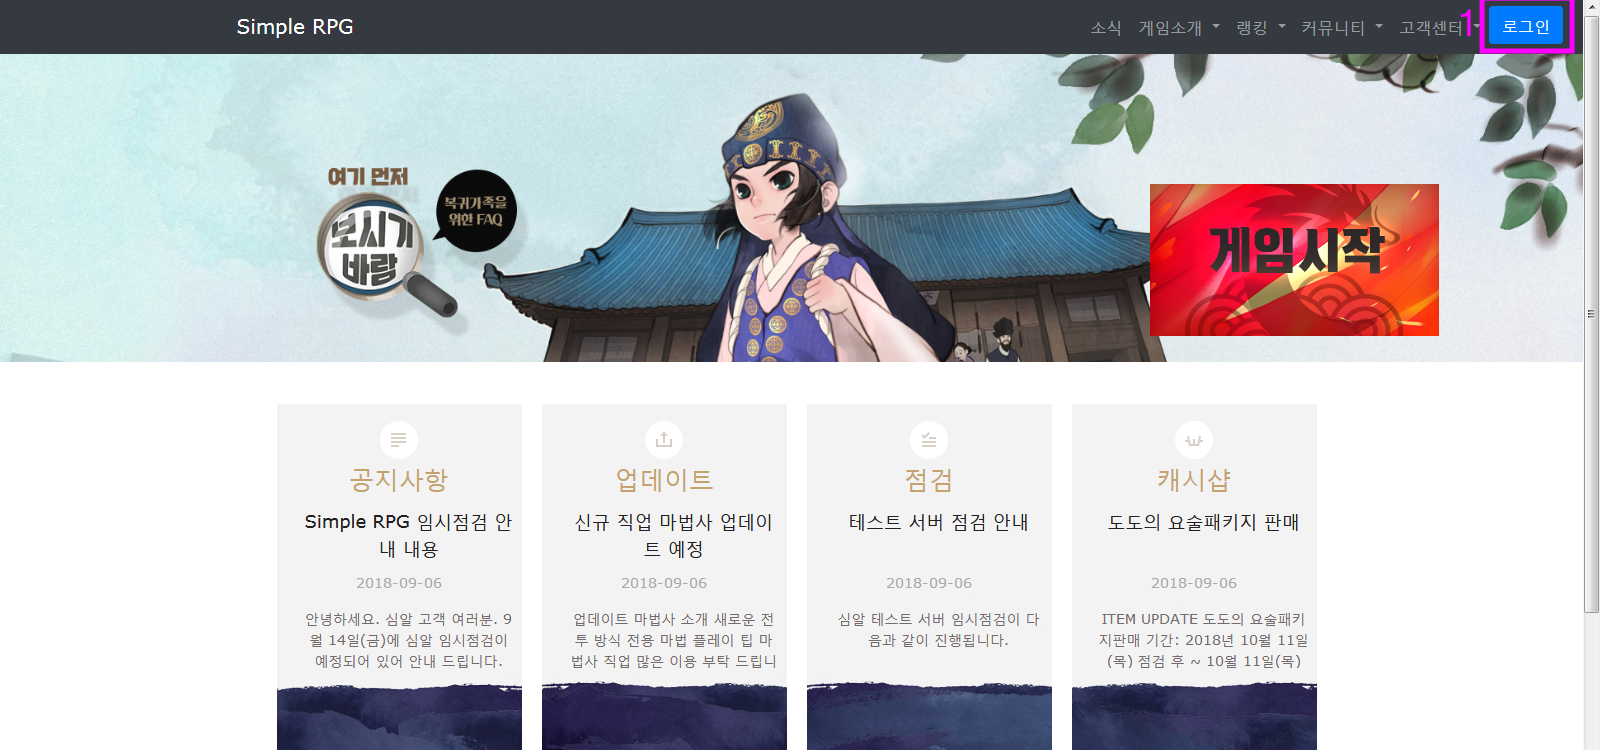 Simple RPG
소식 게임소개 랭킹 커뮤니티 고객센터 1 로그인
여기 먼저
보시기
바람
복귀가족을
위한 FAQ
게임시작
공지사항
Simple RPG 임시점검 안
내 내용
2018-09-06
안녕하세요. 심알 고객 여러분. 9
월 14일(금)에 심알 임시점검이
예정되어 있어 안내 드립니다.
업데이트
신규 직업 마법사 업데이
트 예정
2018-09-06
업데이트 마법사 소개 새로운 전
투 방식 전용 마법 플레이 팁 마
법사 직업 많은 이용 부탁 드립니
점검
테스트 서버 점검 안내
2018-09-06
심알 테스트 서버 임시점검이 다
음과 같이 진행됩니다.
캐시샵
도도의 요술패키지 판매
2018-09-06
ITEM UPDATE 도도의 요술패키
지판매 기간: 2018년 10월 11일
(목) 점검 후 ~ 10월 11일(목)